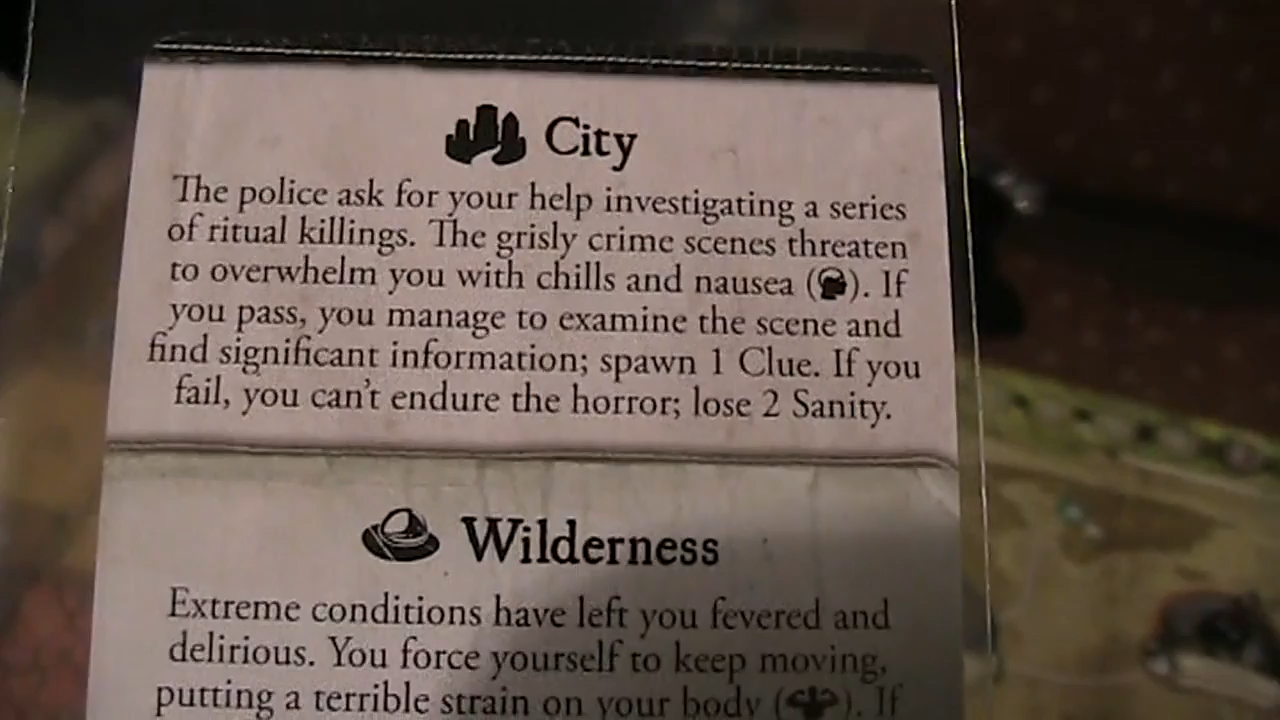 City
The police ask for your help investigating a series
of ritual killings. The grisly crime scenes threaten
to overwhelm you with chills and nausea (). If
you pass, you manage to examine the scene and
find significant information; spawn 1 Clue. If you
fail, you can't endure the horror; lose 2 Sanity.
Wilderness
Extreme conditions have left you fevered and
delirious. You force yourself to keep moving,
putting a terrible strain on your body (). If